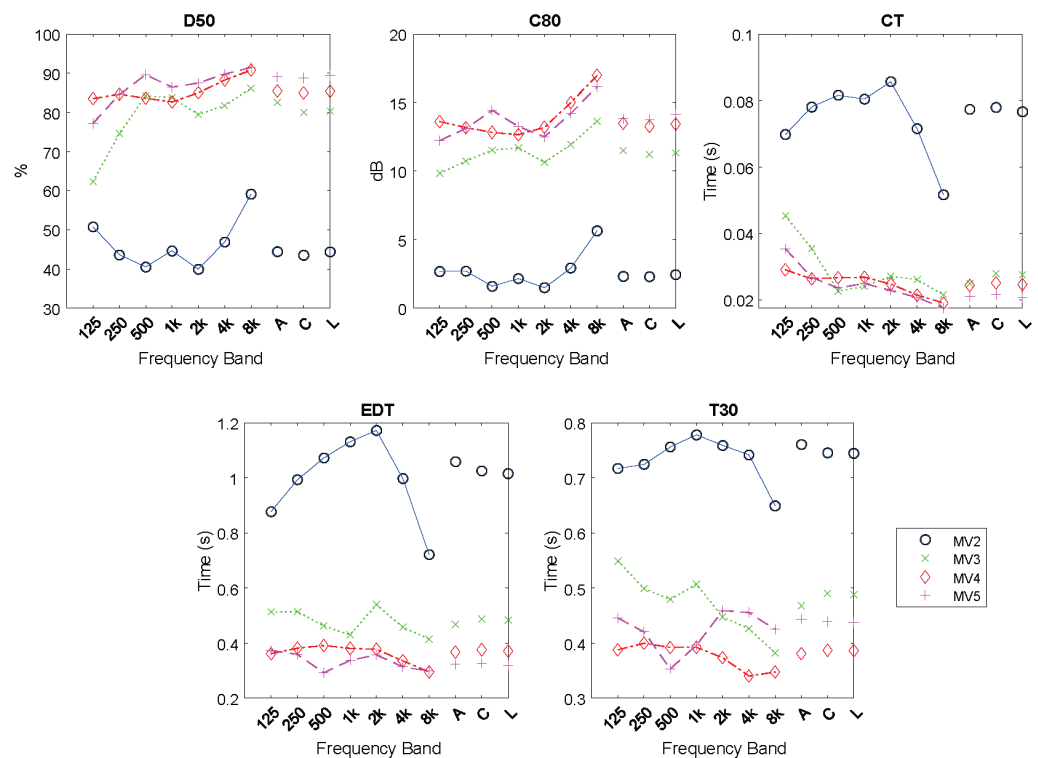 D50
100
90
80
70
60
50
40
30
%
125 250 500 1k 2k 4k 8k A C L
Frequency Band
C80
20
15
10
5
0
dB
125 250 500 1k 2k 4k 8k A C L
Frequency Band
CT
0.1
0.08
0.06
0.04
0.02
Time (s)
125 250 500 1k 2k 4k 8k A C L
Frequency Band
EDT
1.2
1
0.8
0.6
0.4
0.2
Time (s)
125 250 500 1k 2k 4k 8k A C L
Frequency Band
T30
0.8
0.7
0.6
0.5
0.4
0.3
Time (s)
125 250 500 1k 2k 4k 8k A C L
Frequency Band
MV2
MV3
MV4
MV5